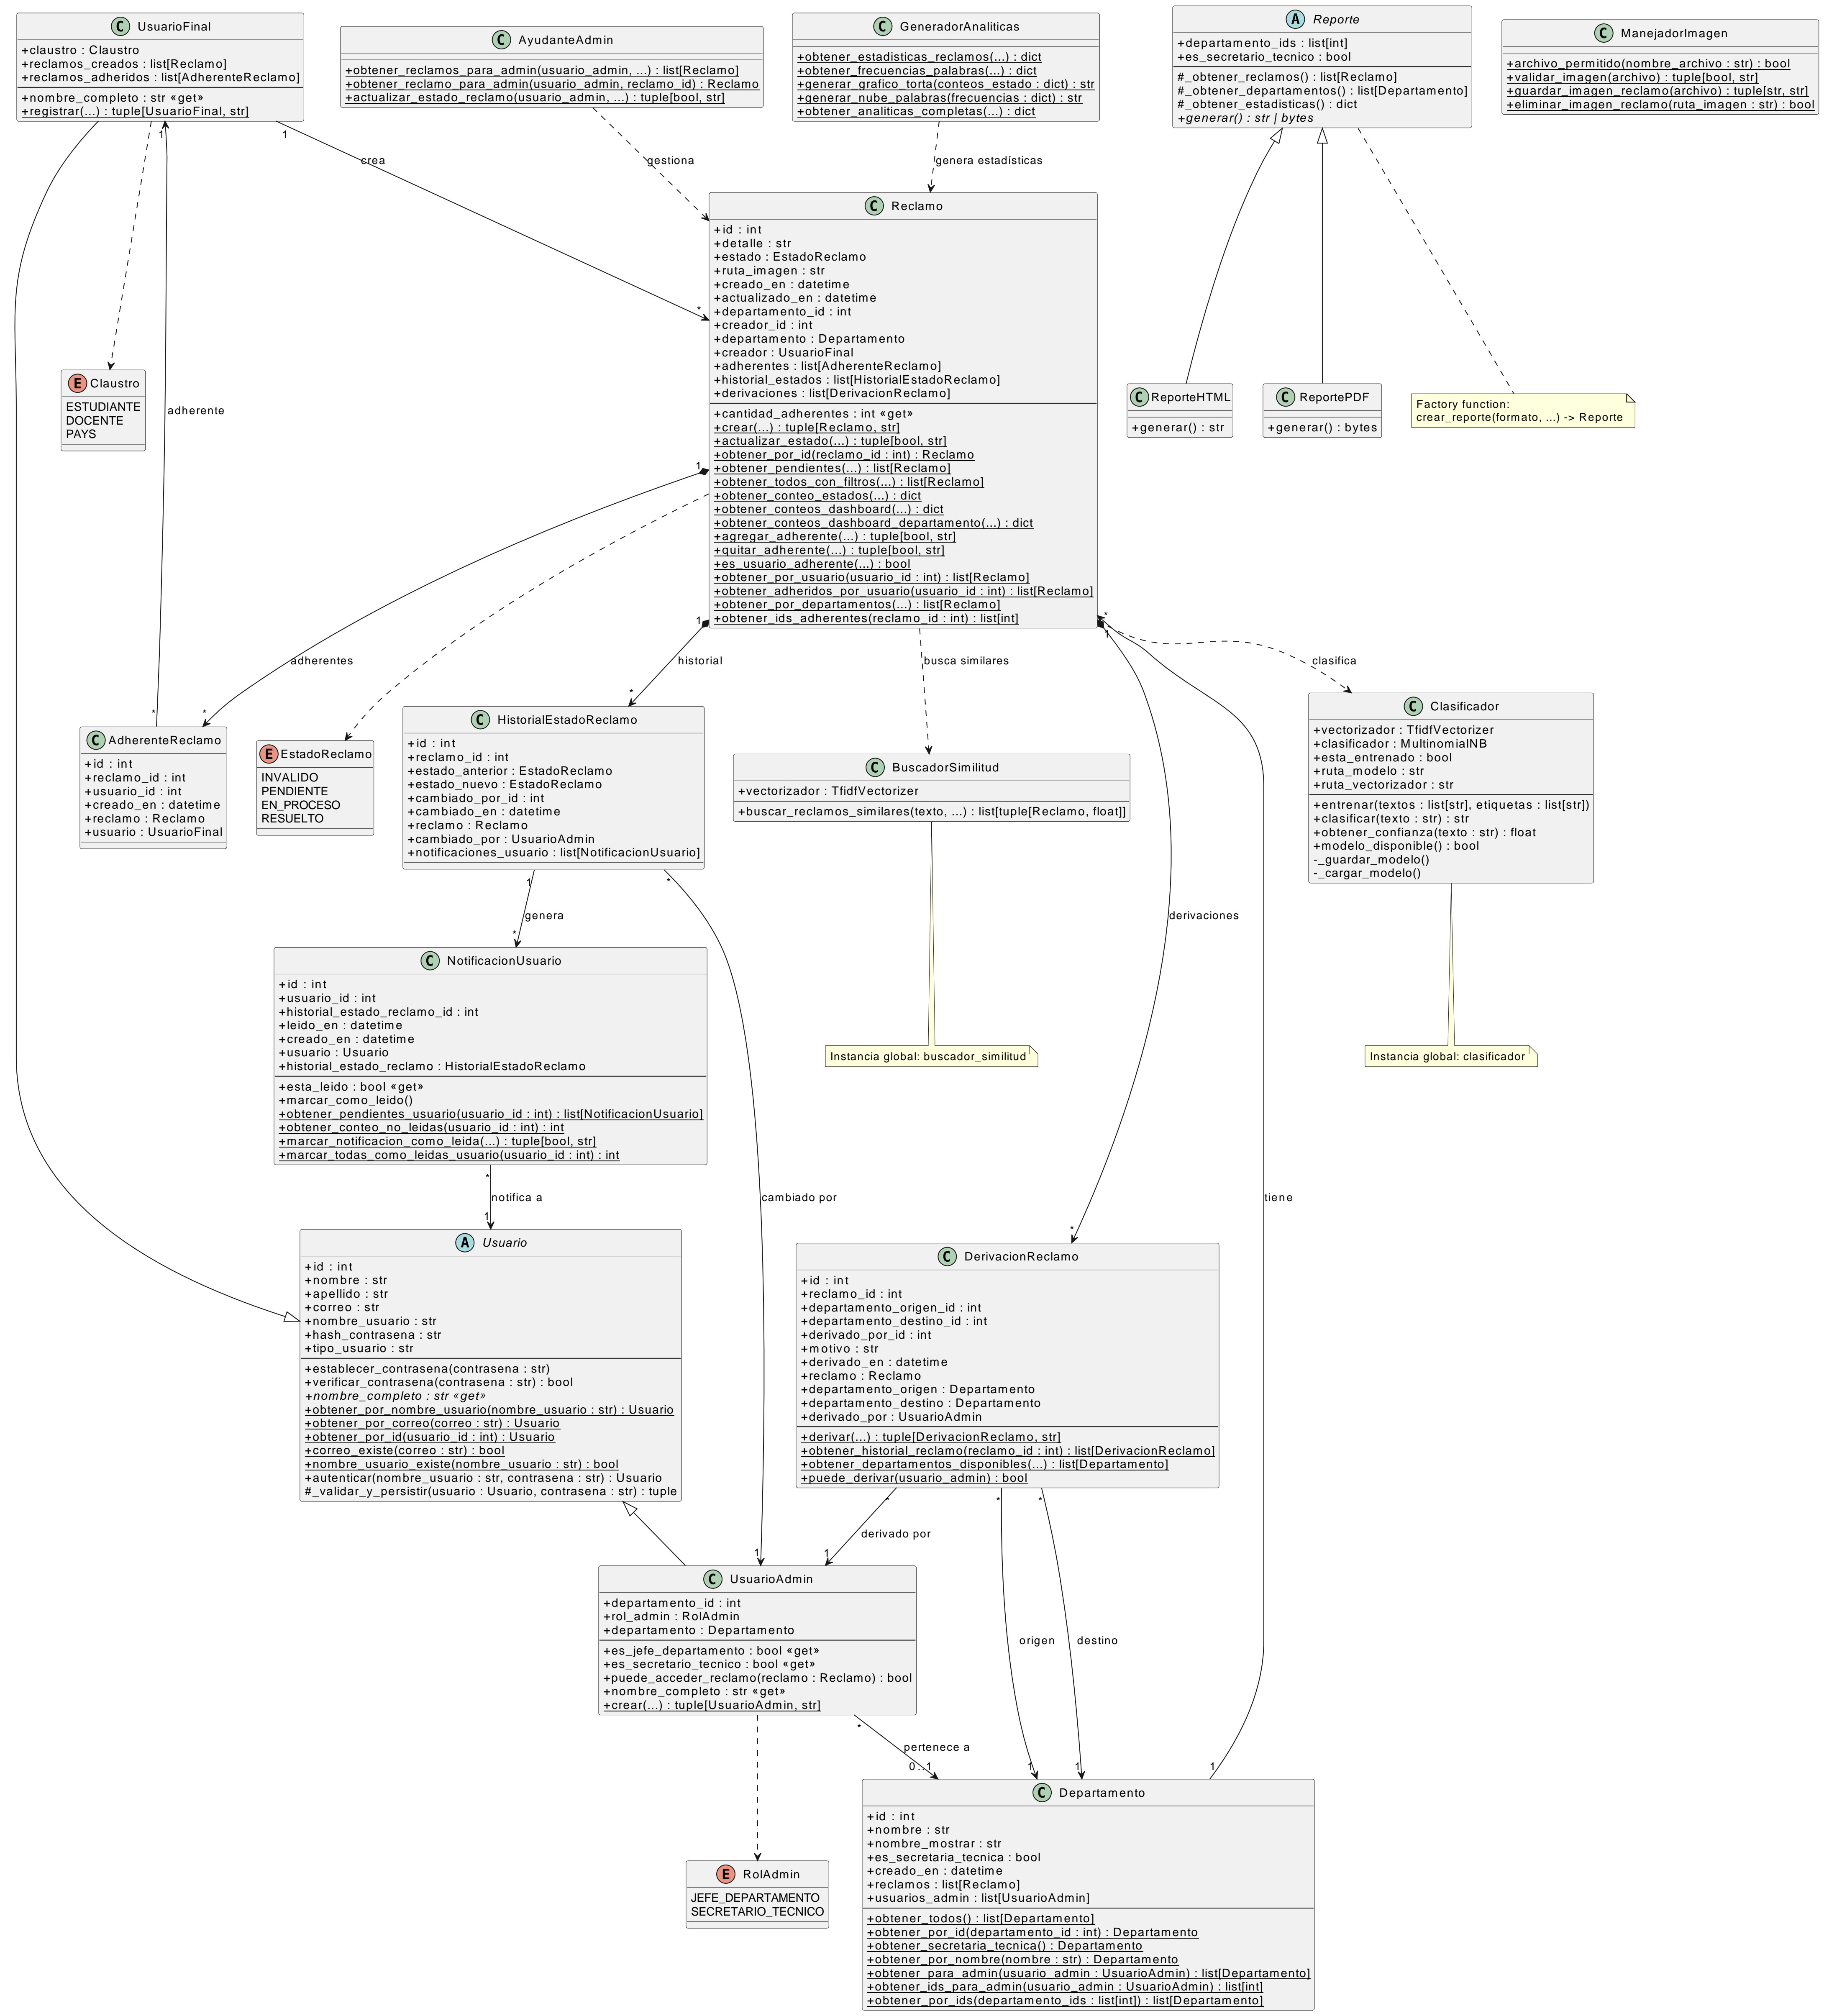 C UsuarioFinal
+claustro : Claustro
+reclamos_creados : list[Reclamo]
+reclamos_adheridos : list[AdherenteReclamo]
+nombre_completo : str «get»
+registrar(...) : tuple[UsuarioFinal, str]
C AyudanteAdmin
+obtener_reclamos_para_admin(usuario_admin, ...) : list[Reclamo]
+obtener_reclamo_para_admin(usuario_admin, reclamo_id) : Reclamo
+actualizar_estado_reclamo(usuario_admin, ...) : tuple[bool, str]
C GeneradorAnaliticas
+obtener_estadisticas_reclamos(...) : dict
+obtener_frecuencias_palabras(...) : dict
+generar_grafico_torta(conteos_estado : dict) : str
+generar_nube_palabras(frecuencias : dict) : str
+obtener_analiticas_completas(...) : dict
A Reporte
+departamento_ids : list[int]
+es_secretario_tecnico : bool
#_obtener_reclamos() : list[Reclamo]
#_obtener_departamentos() : list[Departamento]
#_obtener_estadisticas() : dict
+generar() : str | bytes
C ManejadorImagen
+archivo_permitido(nombre_archivo : str) : bool
+validar_imagen(archivo) : tuple[bool, str]
+guardar_imagen_reclamo(archivo) : tuple[str, str]
+eliminar_imagen_reclamo(ruta_imagen : str) : bool
1
1
crea
gestiona
genera estadísticas
C Reclamo
+id : int
+detalle : str
+estado : EstadoReclamo
+ruta_imagen : str
+creado_en : datetime
+actualizado_en : datetime
+departamento_id : int
+creador_id : int
+departamento : Departamento
+creador : UsuarioFinal
+adherentes : list[AdherenteReclamo]
+historial_estados : list[HistorialEstadoReclamo]
+derivaciones : list[DerivacionReclamo]
+cantidad_adherentes : int «get»
+crear(...) : tuple[Reclamo, str]
+actualizar_estado(...) : tuple[bool, str]
+obtener_por_id(reclamo_id : int) : Reclamo
+obtener_pendientes(...) : list[Reclamo]
+obtener_todos_con_filtros(...) : list[Reclamo]
+obtener_conteo_estados(...) : dict
+obtener_conteos_dashboard(...) : dict
+obtener_conteos_dashboard_departamento(...) : dict
+agregar_adherente(...) : tuple[bool, str]
+quitar_adherente(...) : tuple[bool, str]
+es_usuario_adherente(...) : bool
+obtener_por_usuario(usuario_id : int) : list[Reclamo]
+obtener_adheridos_por_usuario(usuario_id : int) : list[Reclamo]
+obtener_por_departamentos(...) : list[Reclamo]
+obtener_ids_adherentes(reclamo_id : int) : list[int]
*
E Claustro
ESTUDIANTE
DOCENTE
PAYS
adherente
C ReporteHTML
+generar() : str
C ReportePDF
+generar() : bytes
Factory function:
crear_reporte(formato, ...) -> Reporte
1
1
*
1
adherentes
historial
busca similares
clasifica
*
*
*
C AdherenteReclamo
+id : int
+reclamo_id : int
+usuario_id : int
+creado_en : datetime
+reclamo : Reclamo
+usuario : UsuarioFinal
E EstadoReclamo
INVALIDO
PENDIENTE
EN_PROCESO
RESUELTO
C HistorialEstadoReclamo
+id : int
+reclamo_id : int
+estado_anterior : EstadoReclamo
+estado_nuevo : EstadoReclamo
+cambiado_por_id : int
+cambiado_en : datetime
+reclamo : Reclamo
+cambiado_por : UsuarioAdmin
+notificaciones_usuario : list[NotificacionUsuario]
C BuscadorSimilitud
+vectorizador : TfidfVectorizer
+buscar_reclamos_similares(texto, ...) : list[tuple[Reclamo, float]]
C Clasificador
+vectorizador : TfidfVectorizer
+clasificador : MultinomialNB
+esta_entrenado : bool
+ruta_modelo : str
+ruta_vectorizador : str
+entrenar(textos : list[str], etiquetas : list[str])
+clasificar(texto : str) : str
+obtener_confianza(texto : str) : float
+modelo_disponible() : bool
-_guardar_modelo()
-_cargar_modelo()
1
*
genera
derivaciones
*
C NotificacionUsuario
+id : int
+usuario_id : int
+historial_estado_reclamo_id : int
+leido_en : datetime
+creado_en : datetime
+usuario : Usuario
+historial_estado_reclamo : HistorialEstadoReclamo
+esta_leido : bool «get»
+marcar_como_leido()
+obtener_pendientes_usuario(usuario_id : int) : list[NotificacionUsuario]
+obtener_conteo_no_leidas(usuario_id : int) : int
+marcar_notificacion_como_leida(...) : tuple[bool, str]
+marcar_todas_como_leidas_usuario(usuario_id : int) : int
Instancia global: buscador_similitud
Instancia global: clasificador
*
notifica a
1
cambiado por
tiene
*
A Usuario
+id : int
+nombre : str
+apellido : str
+correo : str
+nombre_usuario : str
+hash_contrasena : str
+tipo_usuario : str
+establecer_contrasena(contrasena : str)
+verificar_contrasena(contrasena : str) : bool
+nombre_completo : str «get»
+obtener_por_nombre_usuario(nombre_usuario : str) : Usuario
+obtener_por_correo(correo : str) : Usuario
+obtener_por_id(usuario_id : int) : Usuario
+correo_existe(correo : str) : bool
+nombre_usuario_existe(nombre_usuario : str) : bool
+autenticar(nombre_usuario : str, contrasena : str) : Usuario
#_validar_y_persistir(usuario : Usuario, contrasena : str) : tuple
C DerivacionReclamo
+id : int
+reclamo_id : int
+departamento_origen_id : int
+departamento_destino_id : int
+derivado_por_id : int
+motivo : str
+derivado_en : datetime
+reclamo : Reclamo
+departamento_origen : Departamento
+departamento_destino : Departamento
+derivado_por : UsuarioAdmin
+derivar(...) : tuple[DerivacionReclamo, str]
+obtener_historial_reclamo(reclamo_id : int) : list[DerivacionReclamo]
+obtener_departamentos_disponibles(...) : list[Departamento]
+puede_derivar(usuario_admin) : bool
*
*
*
derivado por
1
1
C UsuarioAdmin
+departamento_id : int
+rol_admin : RolAdmin
+departamento : Departamento
+es_jefe_departamento : bool «get»
+es_secretario_tecnico : bool «get»
+puede_acceder_reclamo(reclamo : Reclamo) : bool
+nombre_completo : str «get»
+crear(...) : tuple[UsuarioAdmin, str]
origen
destino
*
pertenece a
0..1
1
1
1
E RolAdmin
JEFE_DEPARTAMENTO
SECRETARIO_TECNICO
C Departamento
+id : int
+nombre : str
+nombre_mostrar : str
+es_secretaria_tecnica : bool
+creado_en : datetime
+reclamos : list[Reclamo]
+usuarios_admin : list[UsuarioAdmin]
+obtener_todos() : list[Departamento]
+obtener_por_id(departamento_id : int) : Departamento
+obtener_secretaria_tecnica() : Departamento
+obtener_por_nombre(nombre : str) : Departamento
+obtener_para_admin(usuario_admin : UsuarioAdmin) : list[Departamento]
+obtener_ids_para_admin(usuario_admin : UsuarioAdmin) : list[int]
+obtener_por_ids(departamento_ids : list[int]) : list[Departamento]